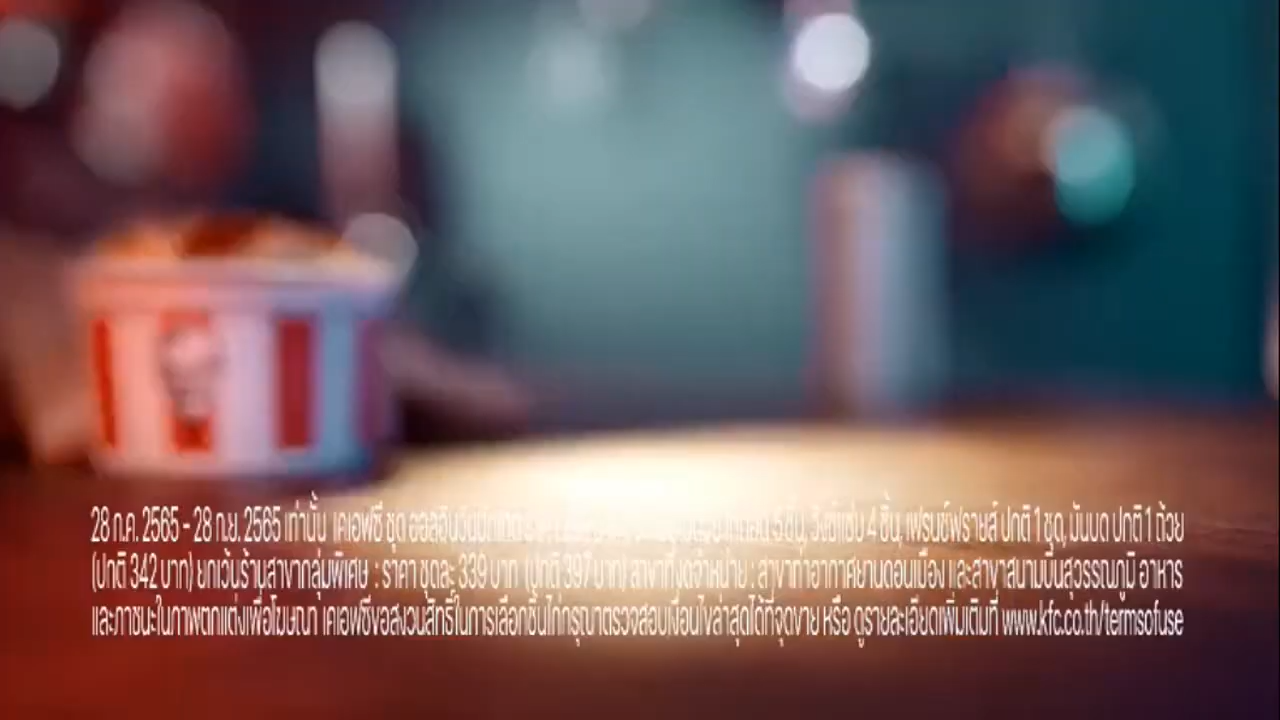 28 ก.ค. 2565 - 28 ก.ย. 2565 เท่านั้น เคเอฟซี ชุด 5 ชิ้น, วิงซ์แซ่บ 4 ชิ้น, เฟรนช์ฟรายส์ ปกติ 1 ชุด, มันบด ปกติ 1 ถ้วย
(ปกติ 342 บาท) ยกเว้นร้านสาขากลุ่มพิเศษ : ราคา ชุดละ 339 บาท (ปกติ 397 บาท) สาขาที่งดจำหน่าย : สาขาท่าอากาศยานดอนเมือง และสาขาสนามบินสุวรรณภูมิ อาหาร
และภาชนะในภาพตกแต่งเพื่อโฆษณา เคเอฟซีขอสงวนสิทธิ์ในการเลือกชิ้นไก่กรุณาตรวจสอบเงื่อนไขล่าสุดได้ที่จุดขาย หรือ ดูรายละเอียดเพิ่มเติมที่ www.kfc.co.th/termsofuse